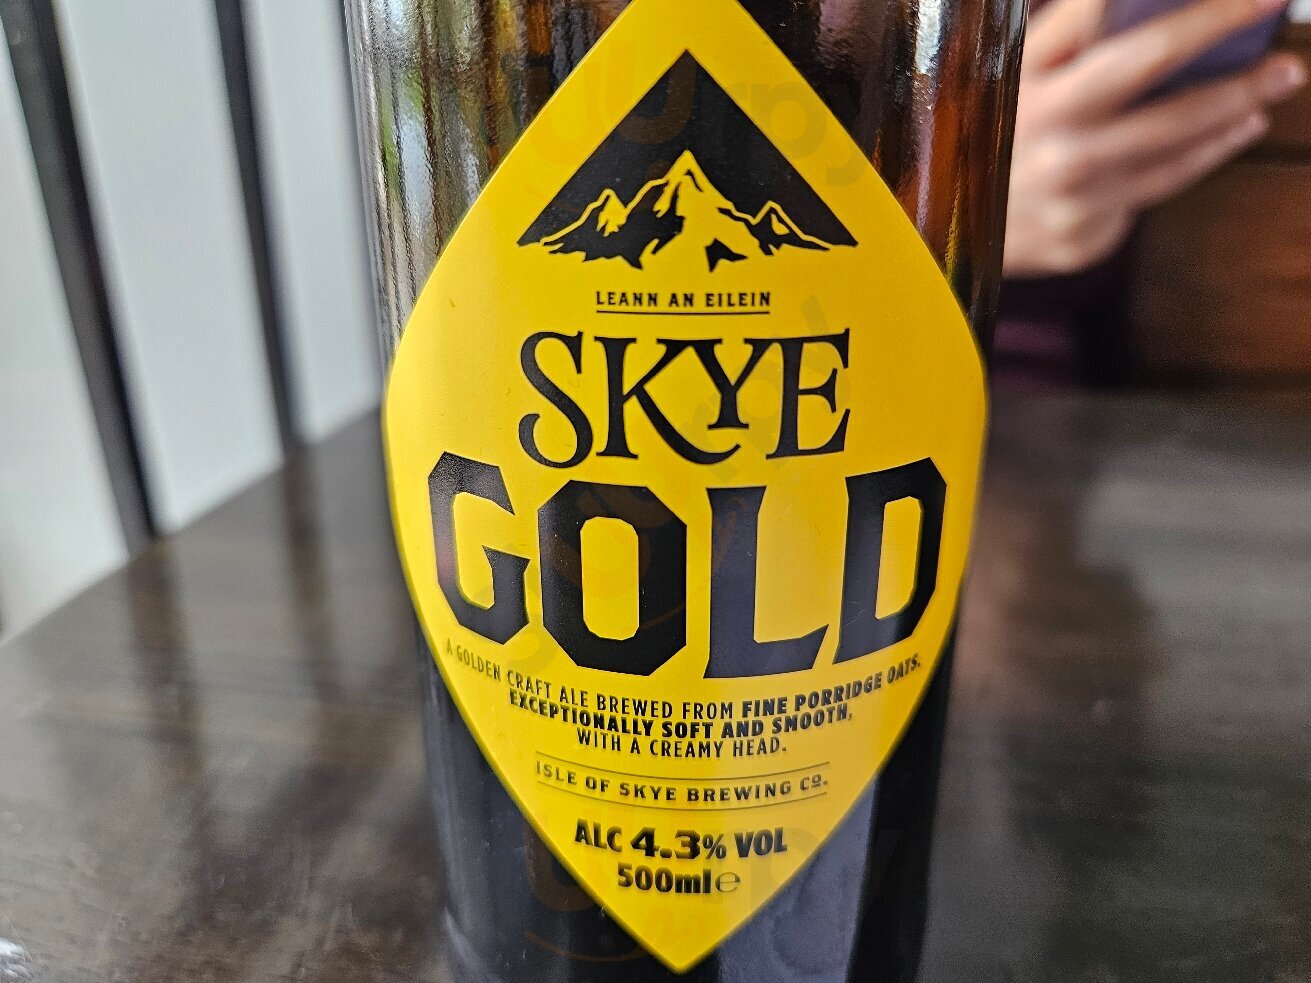 LEANN AN EILEIN
SKYE
GOLD
A GOLDEN CRAFT ALE BREWED FROM FINE PORRIDGE OATS.
EXCEPTIONALLY SOFT AND SMOOTH,
WITH A CREAMY HEAD.
ISLE OF SKYE BREWING Co.
ALC 4.3% VOL
500ml℮